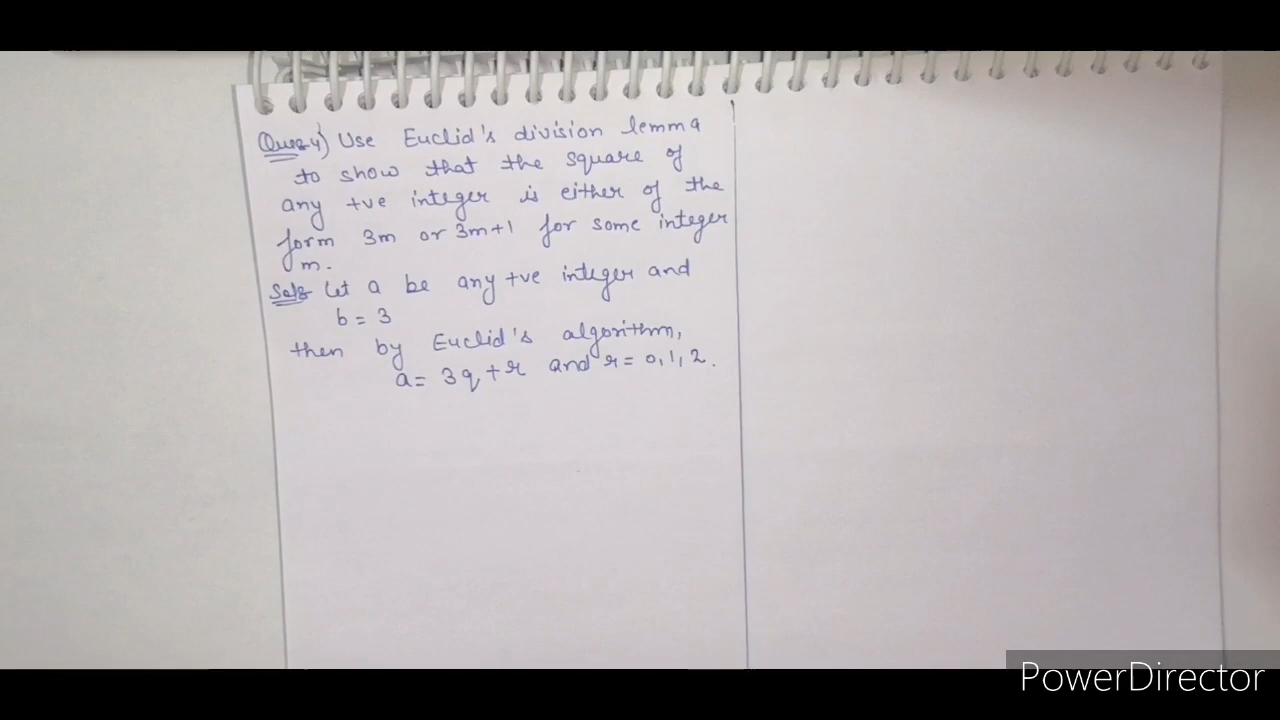 Ques 4) Use Euclid's division lemma
to show that the square of
any +ve integer is either of the
form 3m or 3m+1 for some integer
m.
Sol: Let a be any +ve integer and
b = 3
then by Euclid's algorithm,
a = 3q + r and r = 0, 1, 2.
PowerDirector